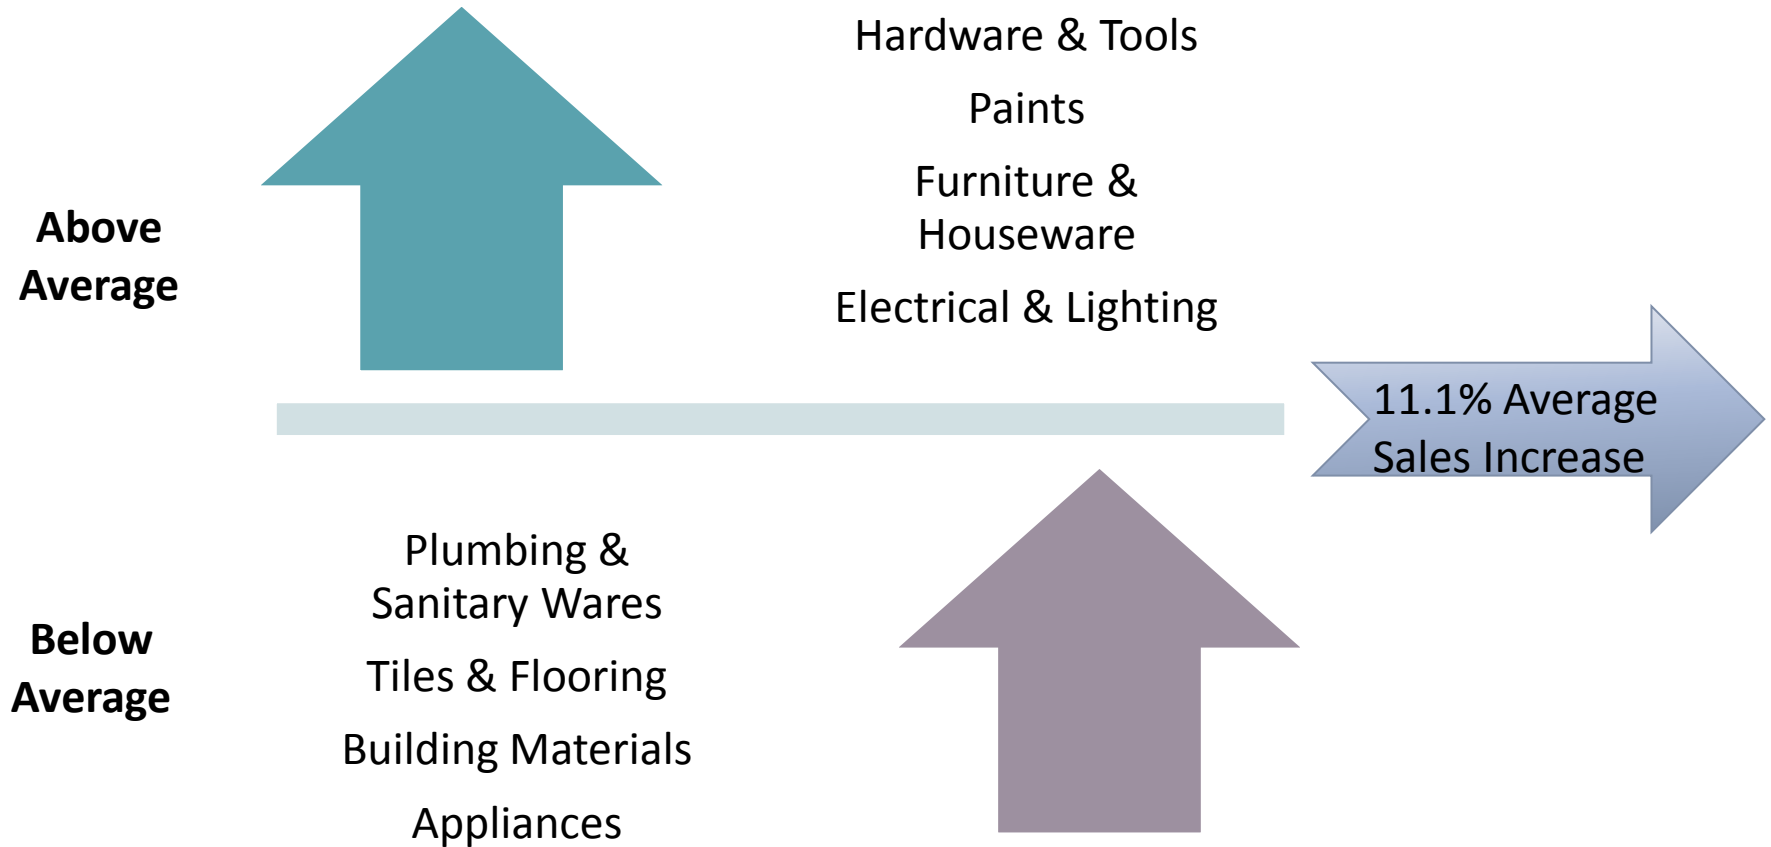 Above
Average
Hardware & Tools
Paints
Furniture &
Houseware
Electrical & Lighting
11.1% Average
Sales Increase
Below
Average
Plumbing &
Sanitary Wares
Tiles & Flooring
Building Materials
Appliances